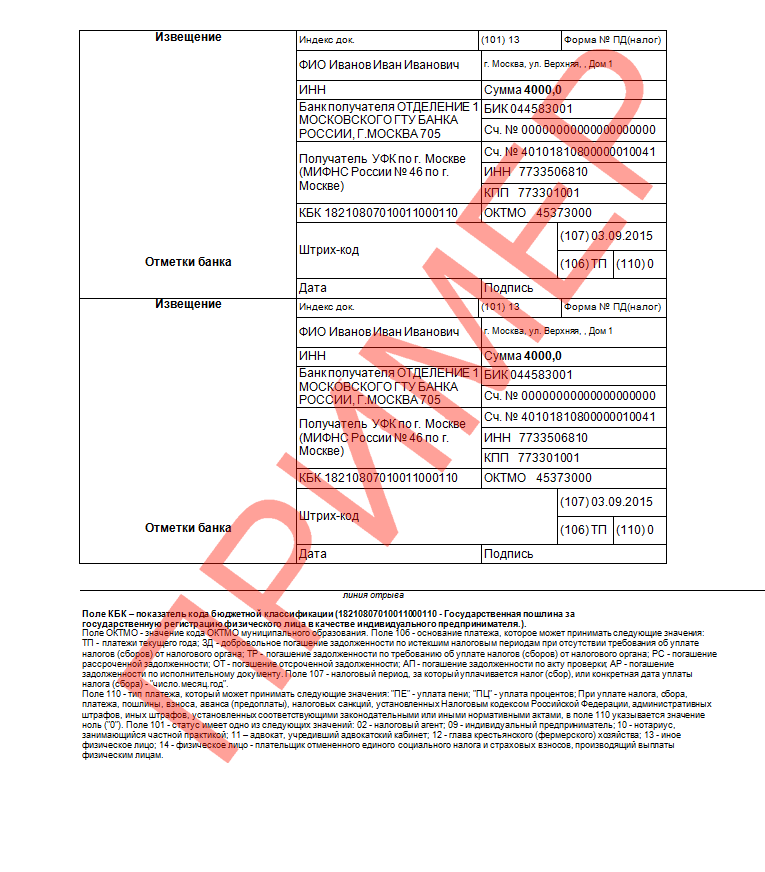 Извещение
Индекс док. (101) 13 Форма № ПД(налог)
ФИО Иванов Иван Иванович г. Москва, ул. Верхняя, , Дом 1
ИНН Сумма 4000,0
Банк получателя ОТДЕЛЕНИЕ 1 БИК 044583001
МОСКОВСКОГО ГТУ БАНКА
РОССИИ, Г.МОСКВА 705 Сч. № 00000000000000000000
Сч. № 40101810800000010041
Получатель УФК по г. Москве
(МИФНС России № 46 по г. ИНН 7733506810
Москве)
КПП 773301001
КБК 18210807010011000110 ОКТМО 45373000
(107) 03.09.2015
Штрих-код
Отметки банка (106) ТП (110) 0
Дата Подпись
Извещение
Индекс док. (101) 13 Форма № ПД(налог)
ФИО Иванов Иван Иванович г. Москва, ул. Верхняя, , Дом 1
ИНН Сумма 4000,0
Банк получателя ОТДЕЛЕНИЕ 1 БИК 044583001
МОСКОВСКОГО ГТУ БАНКА
РОССИИ, Г.МОСКВА 705 Сч. № 00000000000000000000
Сч. № 40101810800000010041
Получатель УФК по г. Москве
(МИФНС России № 46 по г. ИНН 7733506810
Москве)
КПП 773301001
КБК 18210807010011000110 ОКТМО 45373000
(107) 03.09.2015
Штрих-код
Отметки банка (106) ТП (110) 0
Дата Подпись
ПРИМЕР
линия отрыва
Поле КБК – показатель кода бюджетной классификации (18210807010011000110 - Государственная пошлина за
государственную регистрацию физического лица в качестве индивидуального предпринимателя.).
Поле ОКТМО - значение кода ОКТМО муниципального образования. Поле 106 - основание платежа, которое может принимать следующие значения:
ТП - платежи текущего года; ЗД - добровольное погашение задолженности по истекшим налоговым периодам при отсутствии требования об уплате
налогов (сборов) от налогового органа; ТР - погашение задолженности по требованию об уплате налогов (сборов) от налогового органа; РС - погашение
рассроченной задолженности; ОТ - погашение отсроченной задолженности; АП - погашение задолженности по акту проверки; АР - погашение
задолженности по исполнительному документу. Поле 107 - налоговый период, за который уплачивается налог (сбор), или конкретная дата уплаты
налога (сбора) - "число.месяц.год".
Поле 110 - тип платежа, который может принимать следующие значения: "ПЕ" - уплата пени; "ПЦ" - уплата процентов; При уплате налога, сбора,
платежа, пошлины, взноса, аванса (предоплаты), налоговых санкций, установленных Налоговым кодексом Российской Федерации, административных
штрафов, иных штрафов, установленных соответствующими законодательными или иными нормативными актами, в поле 110 указывается значение
ноль ("0"). Поле 101 - статус имеет одно из следующих значений: 02 - налоговый агент; 09 - индивидуальный предприниматель; 10 - нотариус,
занимающийся частной практикой; 11 – адвокат, учредивший адвокатский кабинет; 12 - глава крестьянского (фермерского) хозяйства; 13 - иное
физическое лицо; 14 - физическое лицо - плательщик отмененного единого социального налога и страховых взносов, производящий выплаты
физическим лицам.